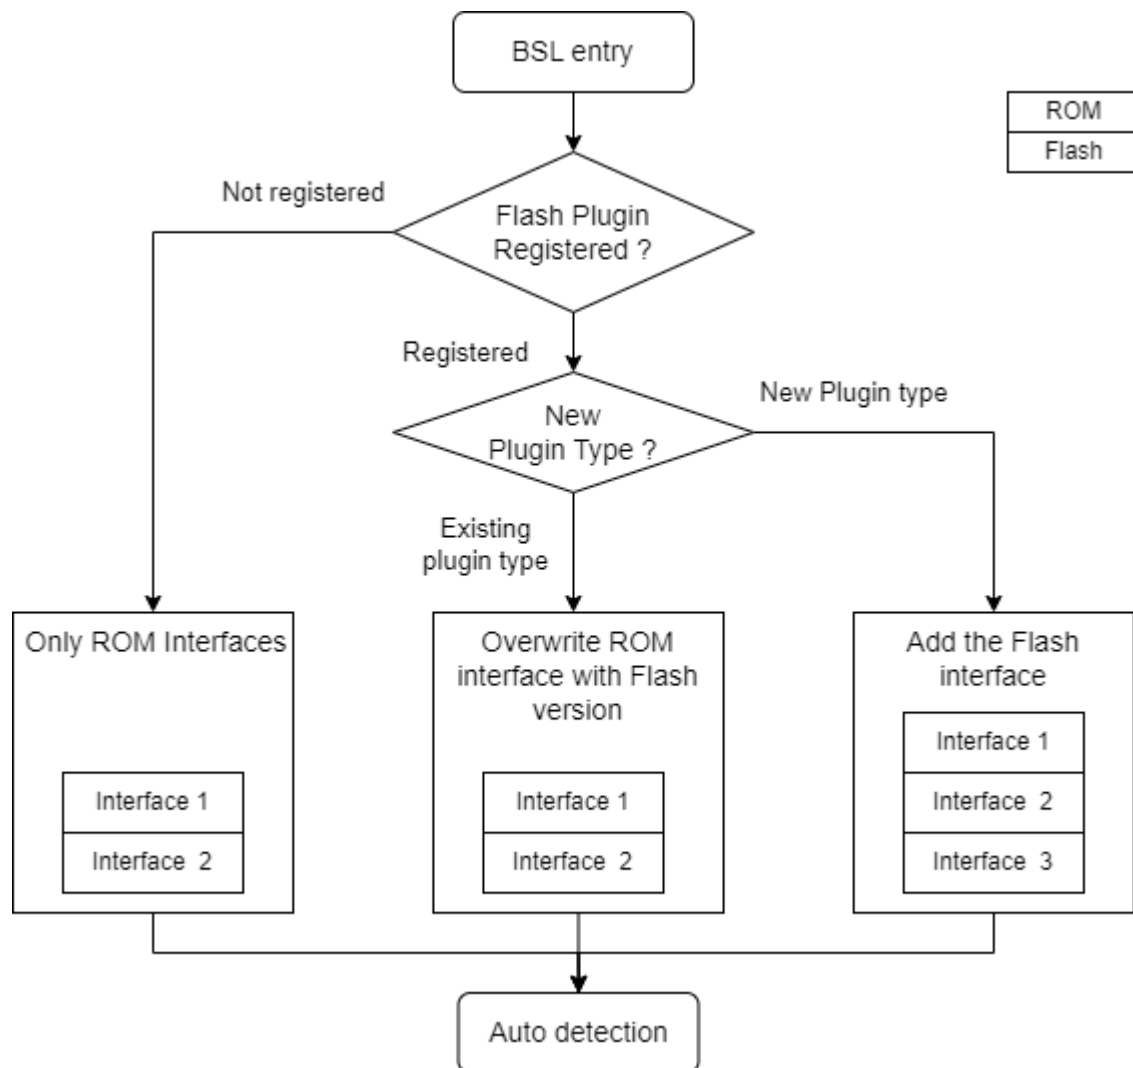 BSL entry
ROM
Flash
Not registered
Flash Plugin
Registered ?
Registered
New Plugin type
New
Plugin Type ?
Existing
plugin type
Only ROM Interfaces
Interface 1
Interface 2
Overwrite ROM
interface with Flash
version
Interface 1
Interface 2
Add the Flash
interface
Interface 1
Interface 2
Interface 3
Auto detection